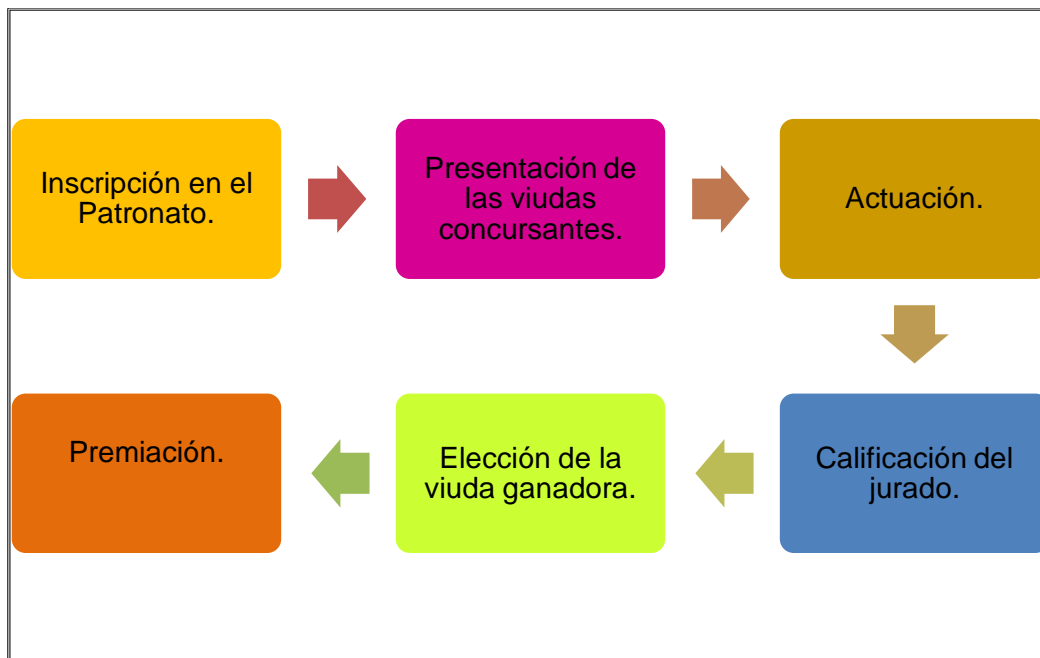 Inscripción en el
Patronato.
Presentación de
las viudas
concursantes.
Actuación.
Calificación del
jurado.
Elección de la
viuda ganadora.
Premiación.